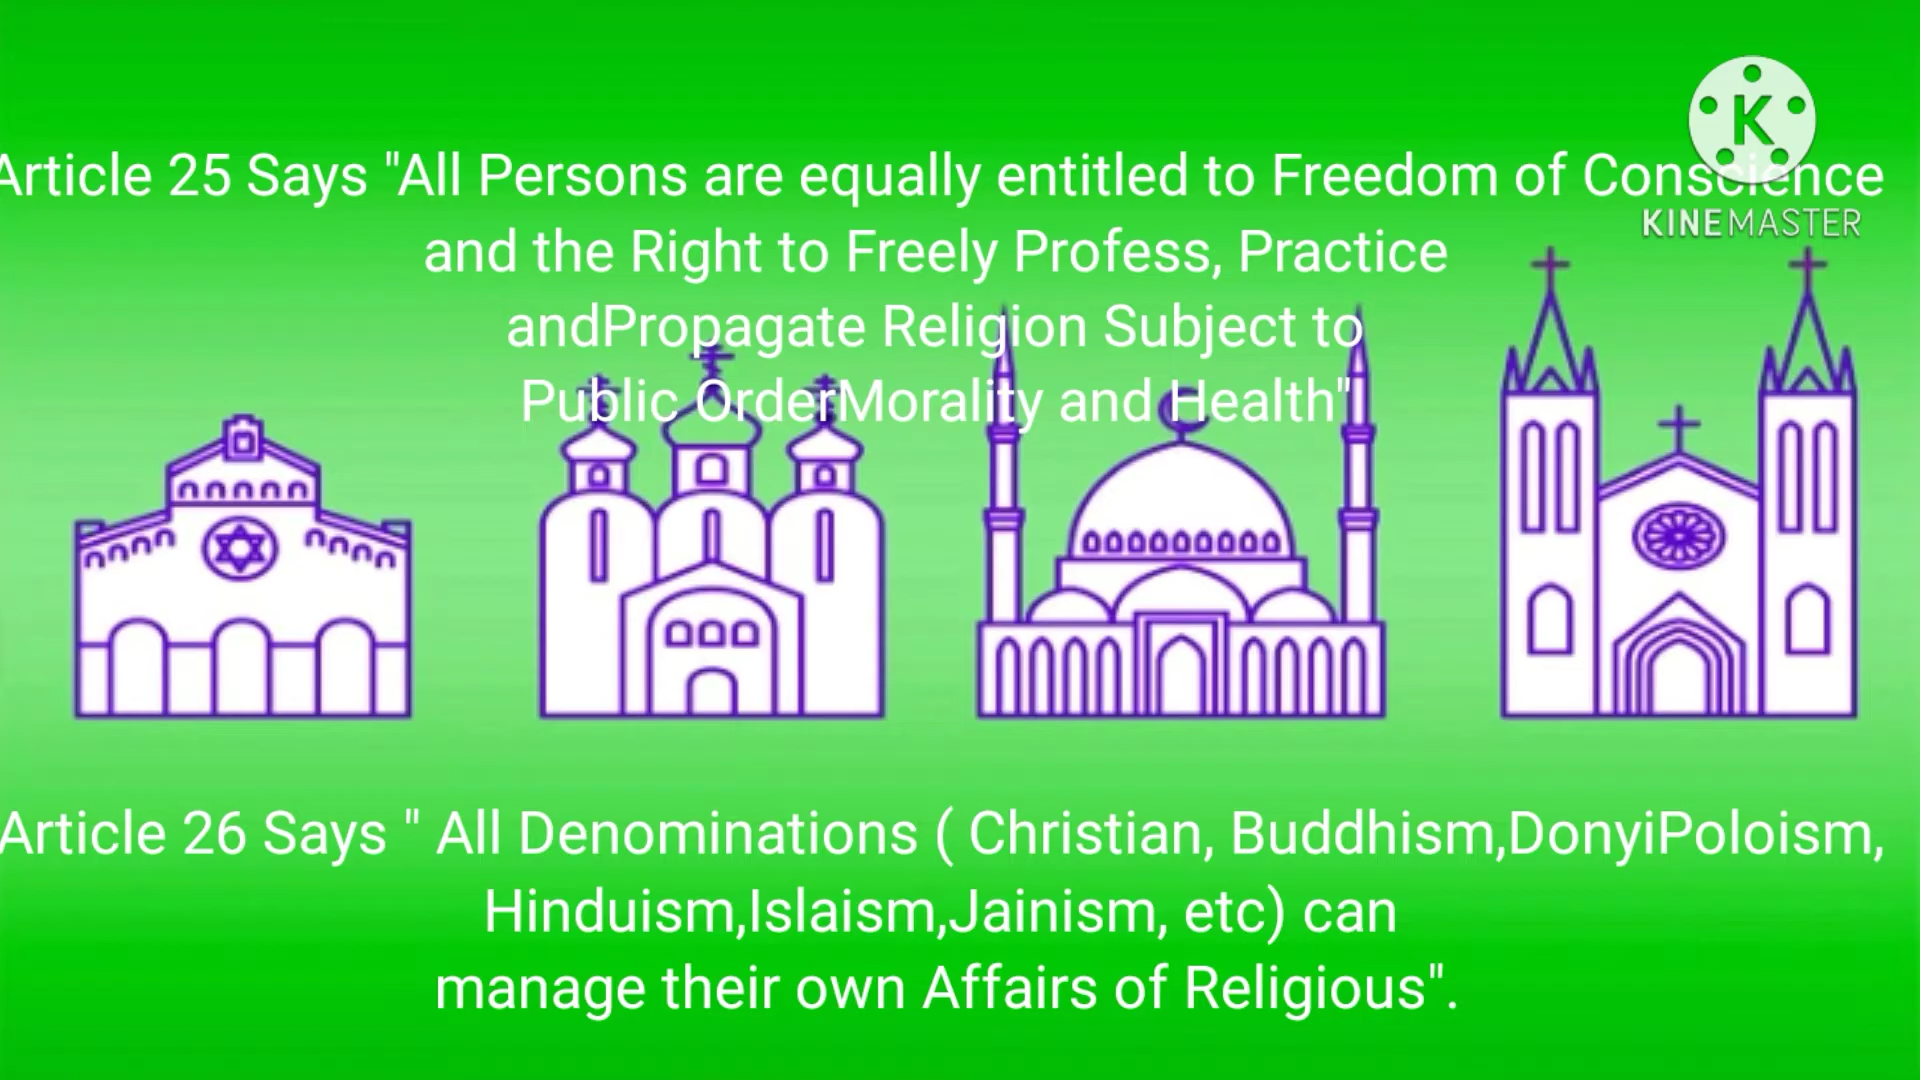 Article 25 Says "All Persons are equally entitled to Freedom of Conscience
and the Right to Freely Profess, Practice
andPropagate Religion Subject to
Public OrderMorality and Health"
K
KINEMASTER
Article 26 Says " All Denominations ( Christian, Buddhism,DonyiPoloism,
Hinduism,Islaism,Jainism, etc) can
manage their own Affairs of Religious".